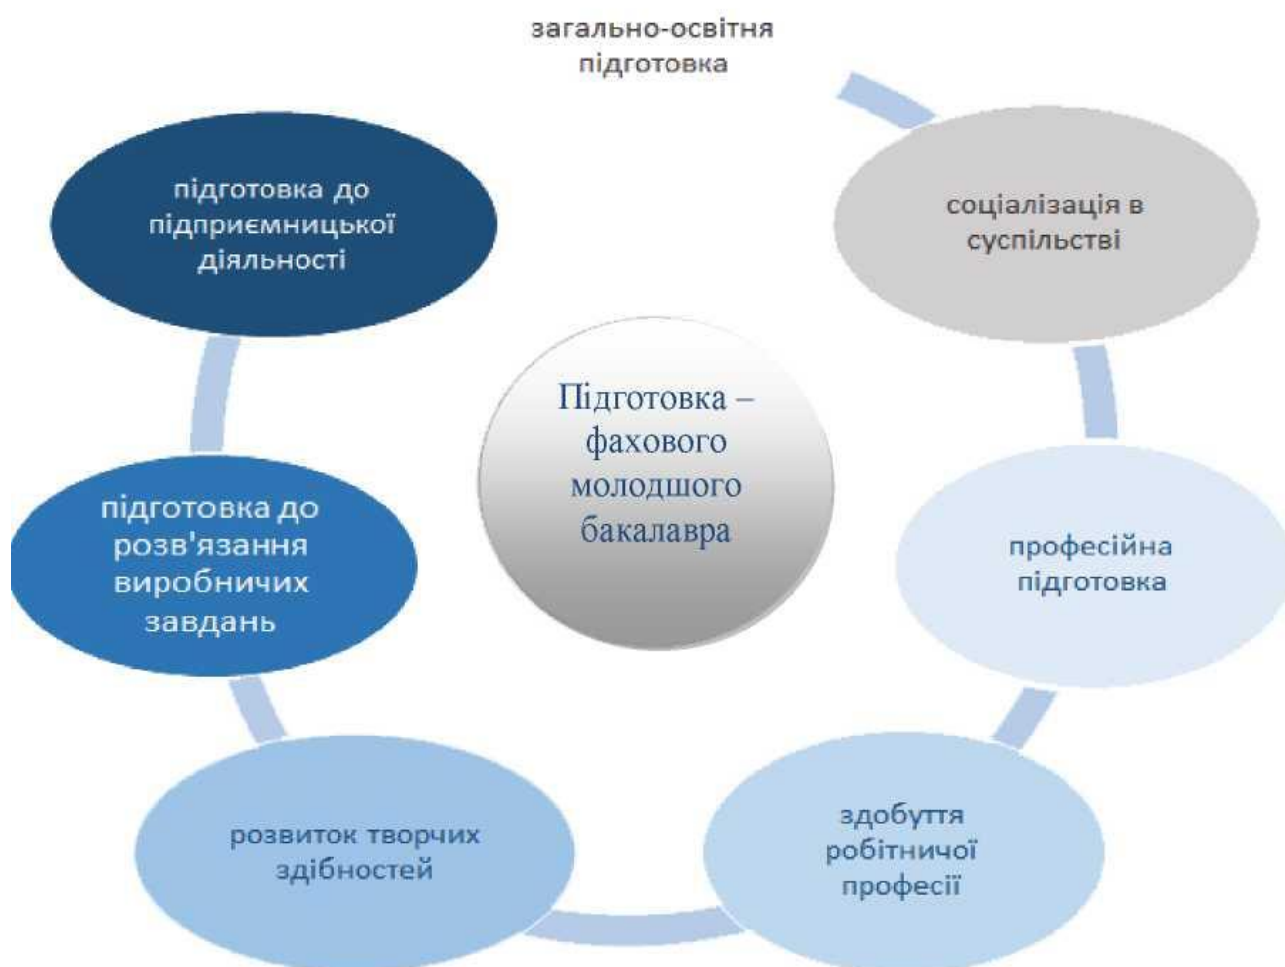 загально-освітня
підготовка
соціалізація в
суспільстві
професійна
підготовка
здобуття
робітничої
професії
розвиток творчих
здібностей
підготовка до
розв'язання
виробничих
завдань
підготовка до
підприємницької
діяльності
Підготовка –
фахового
молодшого
бакалавра